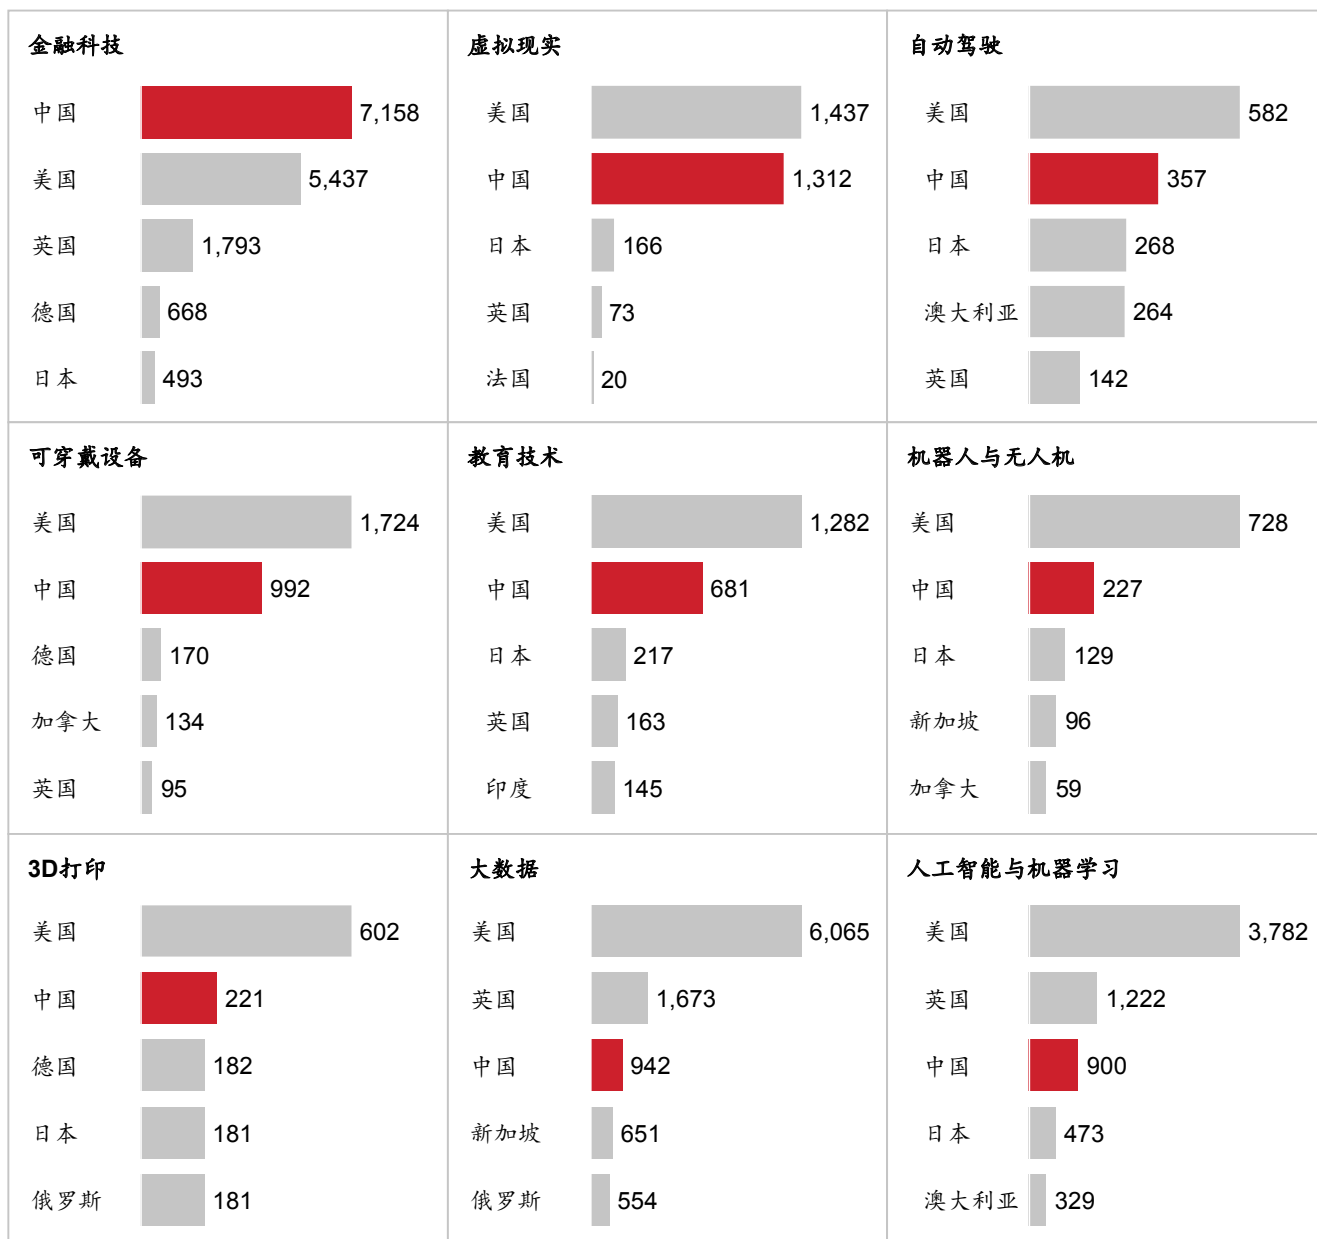 金融科技
中国 7,158
美国 5,437
英国 1,793
德国 668
日本 493
虚拟现实
美国 1,437
中国 1,312
日本 166
英国 73
法国 20
自动驾驶
美国 582
中国 357
日本 268
澳大利亚 264
英国 142
可穿戴设备
美国 1,724
中国 992
德国 170
加拿大 134
英国 95
教育技术
美国 1,282
中国 681
日本 217
英国 163
印度 145
机器人与无人机
美国 728
中国 227
日本 129
新加坡 96
加拿大 59
3D打印
美国 602
中国 221
德国 182
日本 181
俄罗斯 181
大数据
美国 6,065
英国 1,673
中国 942
新加坡 651
俄罗斯 554
人工智能与机器学习
美国 3,782
英国 1,222
中国 900
日本 473
澳大利亚 329